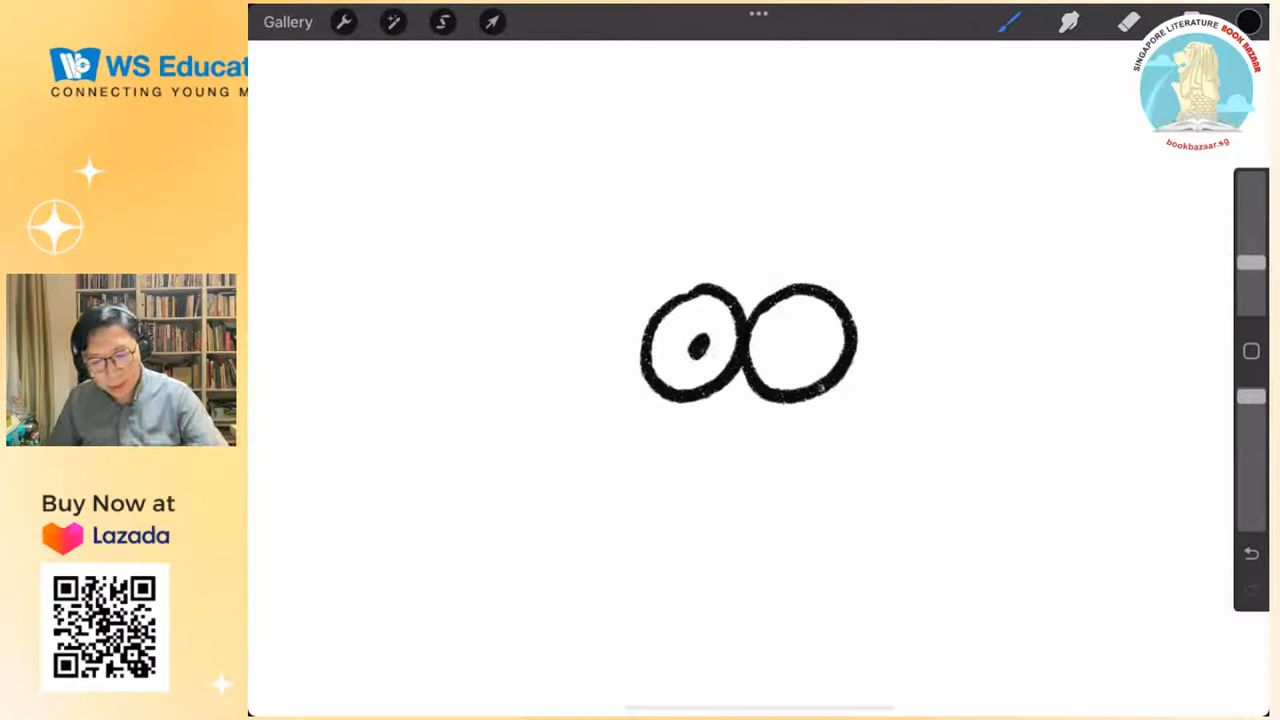 WS Educat
CONNECTING YOUNG M
Gallery
SINGAPORE LITERATURE BOOK BAZAAR
bookbazaar.sg
Buy Now at
Lazada